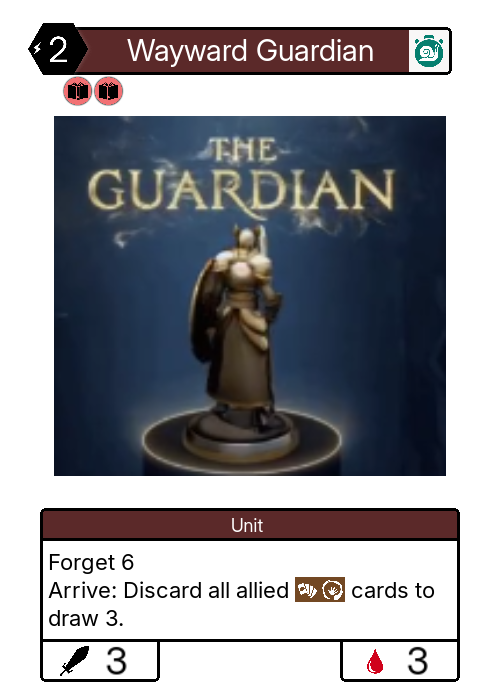 2
Wayward Guardian
THE
GUARDIAN
Unit
Forget 6
Arrive: Discard all allied cards to
draw 3.
3
3